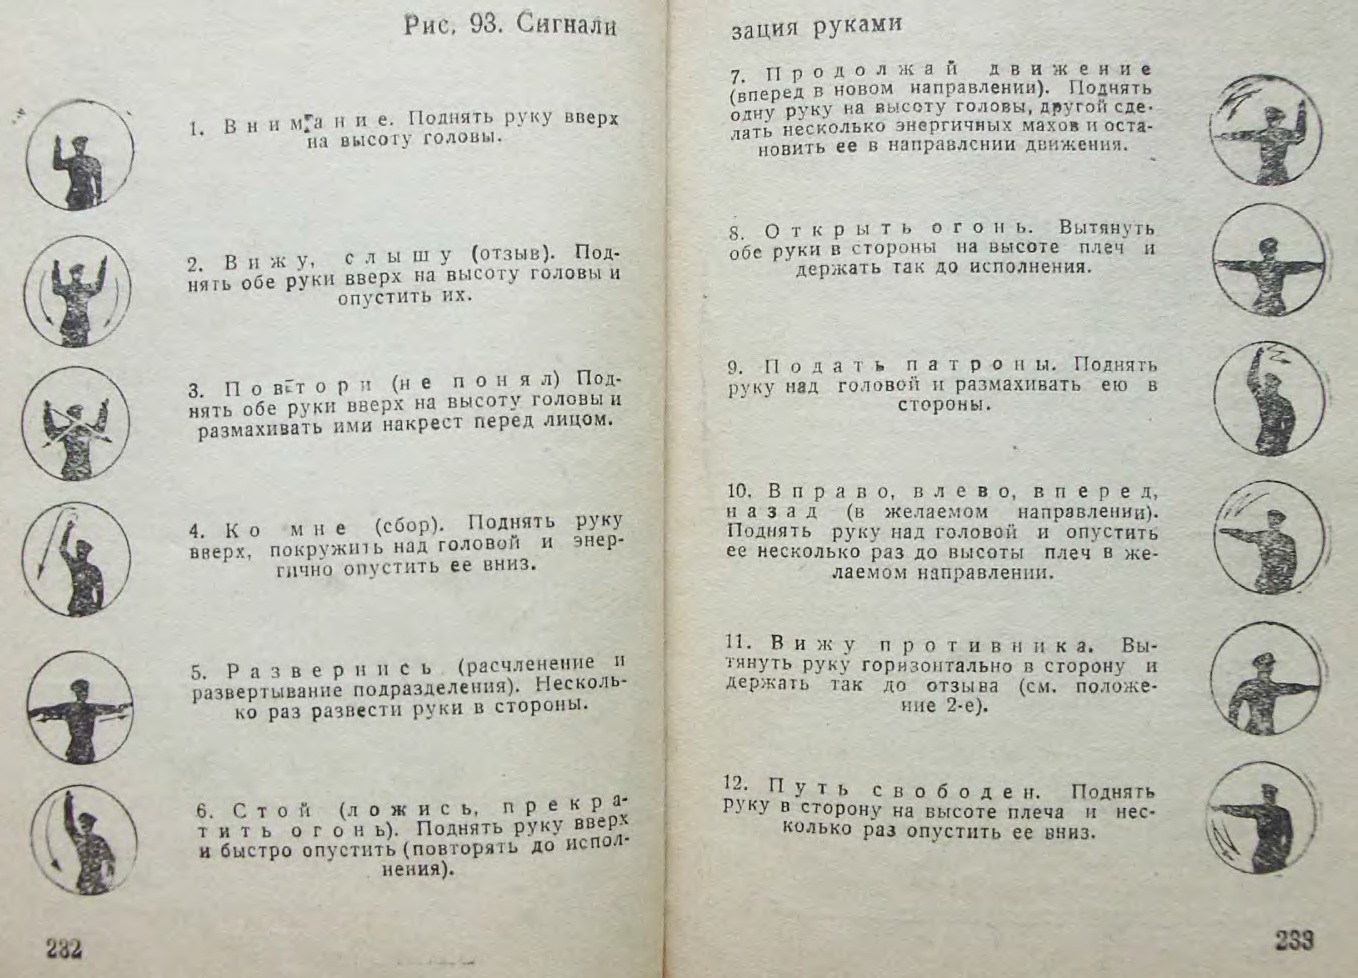 Рис. 93. Сигнали
1. Внимание. Поднять руку вверх
на высоту головы.
2. Вижу, слышу (отзыв). Под-
нять обе руки вверх на высоту головы и
опустить их.
3. Повтори (не понял) Под-
нять обе руки вверх на высоту головы и
размахивать ими накрест перед лицом.
4. Ко мне (сбор). Поднять руку
вверх, покружить над головой и энер-
гично опустить ее вниз.
5. Развернись (расчленение и
развертывание подразделения). Несколь-
ко раз развести руки в стороны.
6. Стой (ложись, прекра-
тить огонь). Поднять руку вверх
и быстро опустить (повторять до испол-
нения).
232
зация руками
7. Продолжай движение
(вперед в новом направлении). Поднять
одну руку на высоту головы, другой сде-
лать несколько энергичных махов и оста-
новить ее в направлении движения.
8. Открыть огонь. Вытянуть
обе руки в стороны на высоте плеч и
держать так до исполнения.
9. Подать патроны. Поднять
руку над головой и размахивать ею в
стороны.
10. Вправо, влево, вперед,
назад (в желаемом направлении).
Поднять руку над головой и опустить
ее несколько раз до высоты плеч в же-
лаемом направлении.
11. Вижу противника. Вы-
тянуть руку горизонтально в сторону и
держать так до отзыва (см. положе-
ние 2-е).
12. Путь свободен. Поднять
руку в сторону на высоте плеча и нес-
колько раз опустить ее вниз.
233